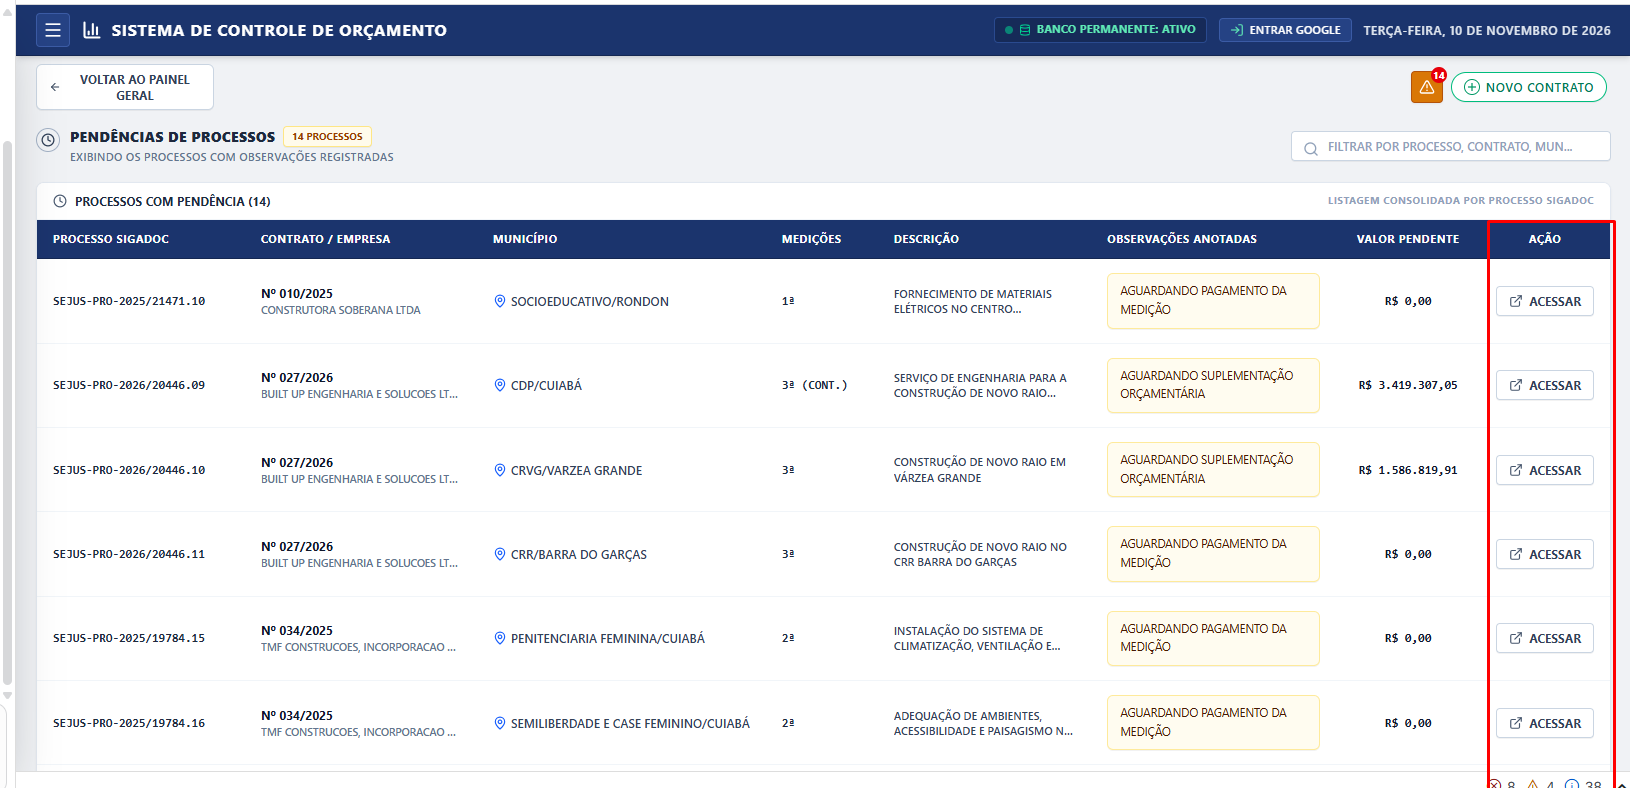 SISTEMA DE CONTROLE DE ORÇAMENTO
BANCO PERMANENTE: ATIVO
ENTRAR GOOGLE
TERÇA-FEIRA, 10 DE NOVEMBRO DE 2026
VOLTAR AO PAINEL
GERAL
14
NOVO CONTRATO
PENDÊNCIAS DE PROCESSOS
14 PROCESSOS
EXIBINDO OS PROCESSOS COM OBSERVAÇÕES REGISTRADAS
FILTRAR POR PROCESSO, CONTRATO, MUN...
PROCESSOS COM PENDÊNCIA (14)
LISTAGEM CONSOLIDADA POR PROCESSO SIGADOC
PROCESSO SIGADOC CONTRATO / EMPRESA MUNICÍPIO MEDIÇÕES DESCRIÇÃO OBSERVAÇÕES ANOTADAS VALOR PENDENTE AÇÃO
SEJUS-PRO-2025/21471.10
Nº 010/2025
CONSTRUTORA SOBERANA LTDA
SOCIOEDUCATIVO/RONDON
1ª
FORNECIMENTO DE MATERIAIS
ELÉTRICOS NO CENTRO...
AGUARDANDO PAGAMENTO DA
MEDIÇÃO
R$ 0,00
ACESSAR
SEJUS-PRO-2026/20446.09
Nº 027/2026
BUILT UP ENGENHARIA E SOLUCOES LT...
CDP/CUIABÁ
3ª (CONT.)
SERVIÇO DE ENGENHARIA PARA A
CONSTRUÇÃO DE NOVO RAIO...
AGUARDANDO SUPLEMENTAÇÃO
ORÇAMENTÁRIA
R$ 3.419.307,05
ACESSAR
SEJUS-PRO-2026/20446.10
Nº 027/2026
BUILT UP ENGENHARIA E SOLUCOES LT...
CRVG/VARZEA GRANDE
3ª
CONSTRUÇÃO DE NOVO RAIO EM
VÁRZEA GRANDE
AGUARDANDO SUPLEMENTAÇÃO
ORÇAMENTÁRIA
R$ 1.586.819,91
ACESSAR
SEJUS-PRO-2026/20446.11
Nº 027/2026
BUILT UP ENGENHARIA E SOLUCOES LT...
CRR/BARRA DO GARÇAS
3ª
CONSTRUÇÃO DE NOVO RAIO NO
CRR BARRA DO GARÇAS
AGUARDANDO PAGAMENTO DA
MEDIÇÃO
R$ 0,00
ACESSAR
SEJUS-PRO-2025/19784.15
Nº 034/2025
TMF CONSTRUCOES, INCORPORACAO ...
PENITENCIARIA FEMININA/CUIABÁ
2ª
INSTALAÇÃO DO SISTEMA DE
CLIMATIZAÇÃO, VENTILAÇÃO E...
AGUARDANDO PAGAMENTO DA
MEDIÇÃO
R$ 0,00
ACESSAR
SEJUS-PRO-2025/19784.16
Nº 034/2025
TMF CONSTRUCOES, INCORPORACAO ...
SEMILIBERDADE E CASE FEMININO/CUIABÁ
2ª
ADEQUAÇÃO DE AMBIENTES,
ACESSIBILIDADE E PAISAGISMO N...
AGUARDANDO PAGAMENTO DA
MEDIÇÃO
R$ 0,00
ACESSAR
8 4 38